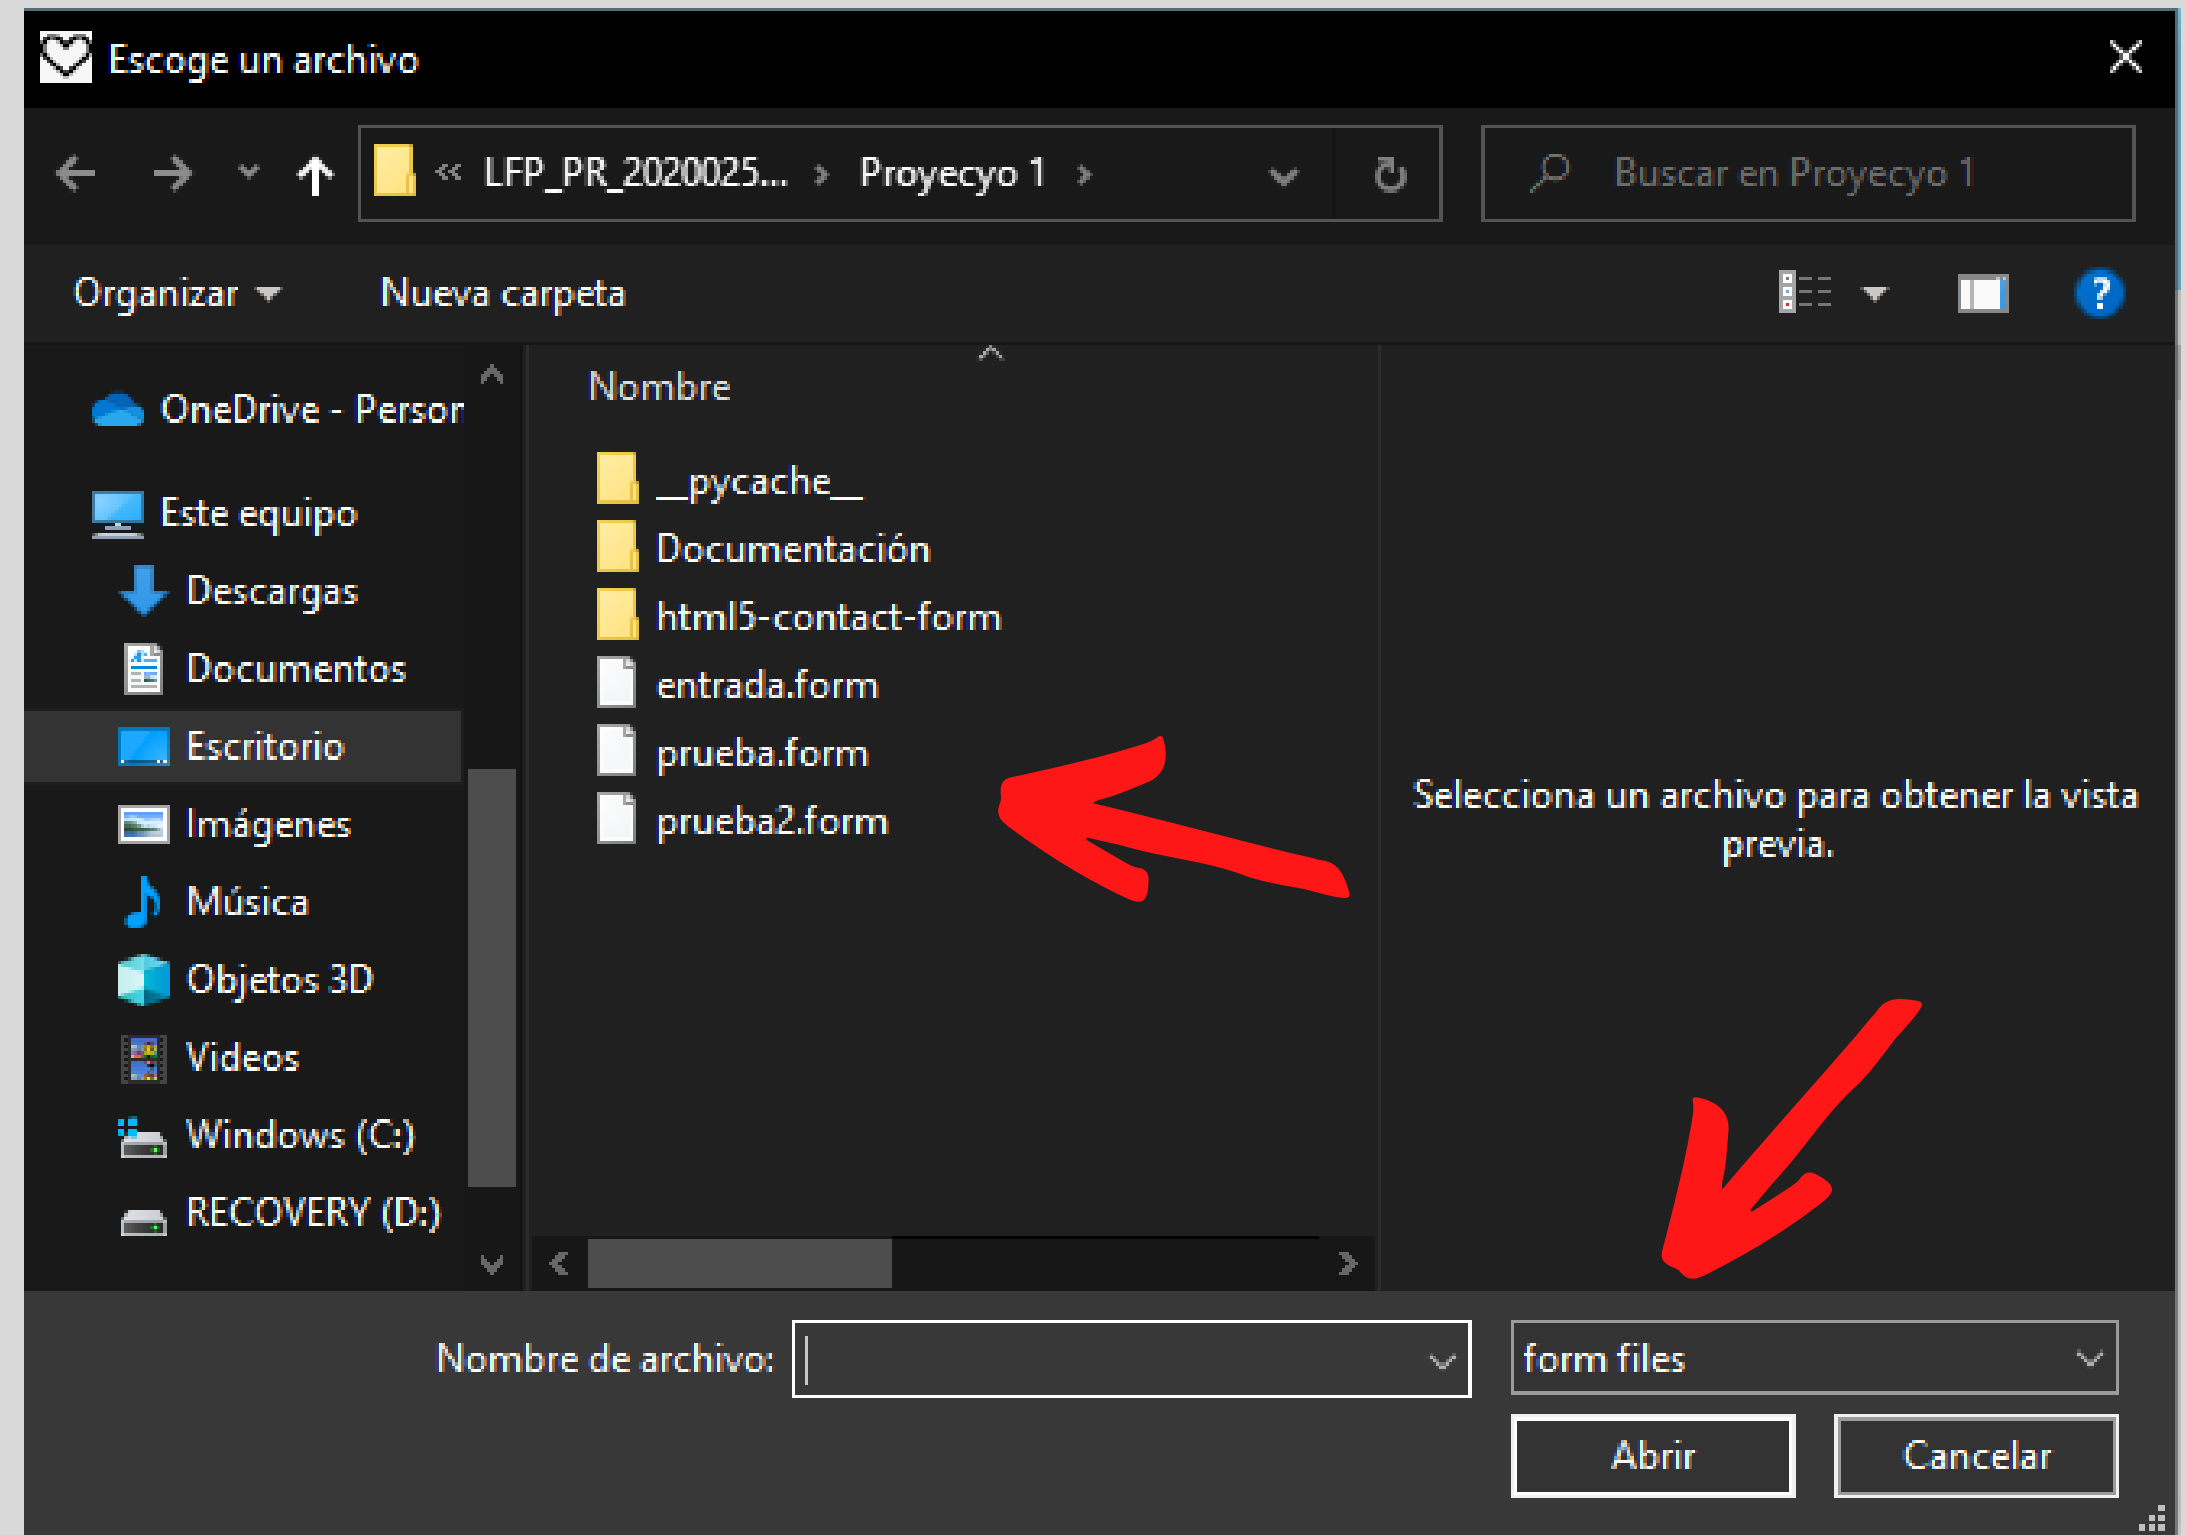 Escoge un archivo
« LFP_PR_2020025... › Proyecyo 1 ›
Buscar en Proyecyo 1
Organizar
Nueva carpeta
OneDrive - Person
Este equipo
Descargas
Documentos
Escritorio
Imágenes
Música
Objetos 3D
Videos
Windows (C:)
RECOVERY (D:)
Nombre
__pycache__
Documentación
html5-contact-form
entrada.form
prueba.form
prueba2.form
Selecciona un archivo para obtener la vista
previa.
Nombre de archivo:
form files
Abrir
Cancelar